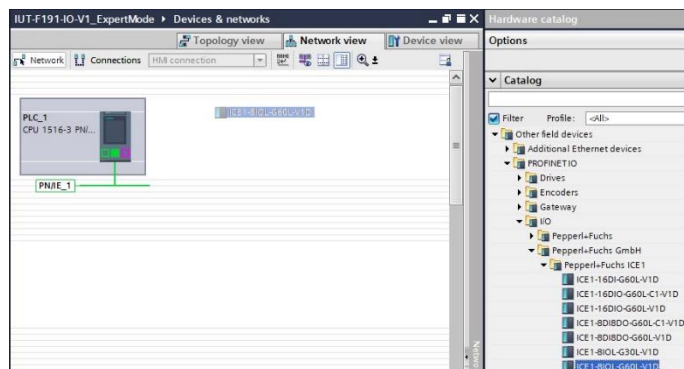 IUT-F191-IO-V1_ExpertMode ▸ Devices & networks
Topology view
Network view
Device view
Network
Connections
HMI connection
ICE1-8IOL-G60L-V1D
PLC_1
CPU 1516-3 PN/...
PN/IE_1
Hardware catalog
Options
Catalog
Filter
Profile:
<All>
Other field devices
Additional Ethernet devices
PROFINET IO
Drives
Encoders
Gateway
I/O
Pepperl+Fuchs
Pepperl+Fuchs GmbH
Pepperl+Fuchs ICE1
ICE1-16DI-G60L-V1D
ICE1-16DIO-G60L-C1-V1D
ICE1-16DIO-G60L-V1D
ICE1-8DI8DO-G60L-C1-V1D
ICE1-8DI8DO-G60L-V1D
ICE1-8IOL-G30L-V1D
ICE1-8IOL-G60L-V1D